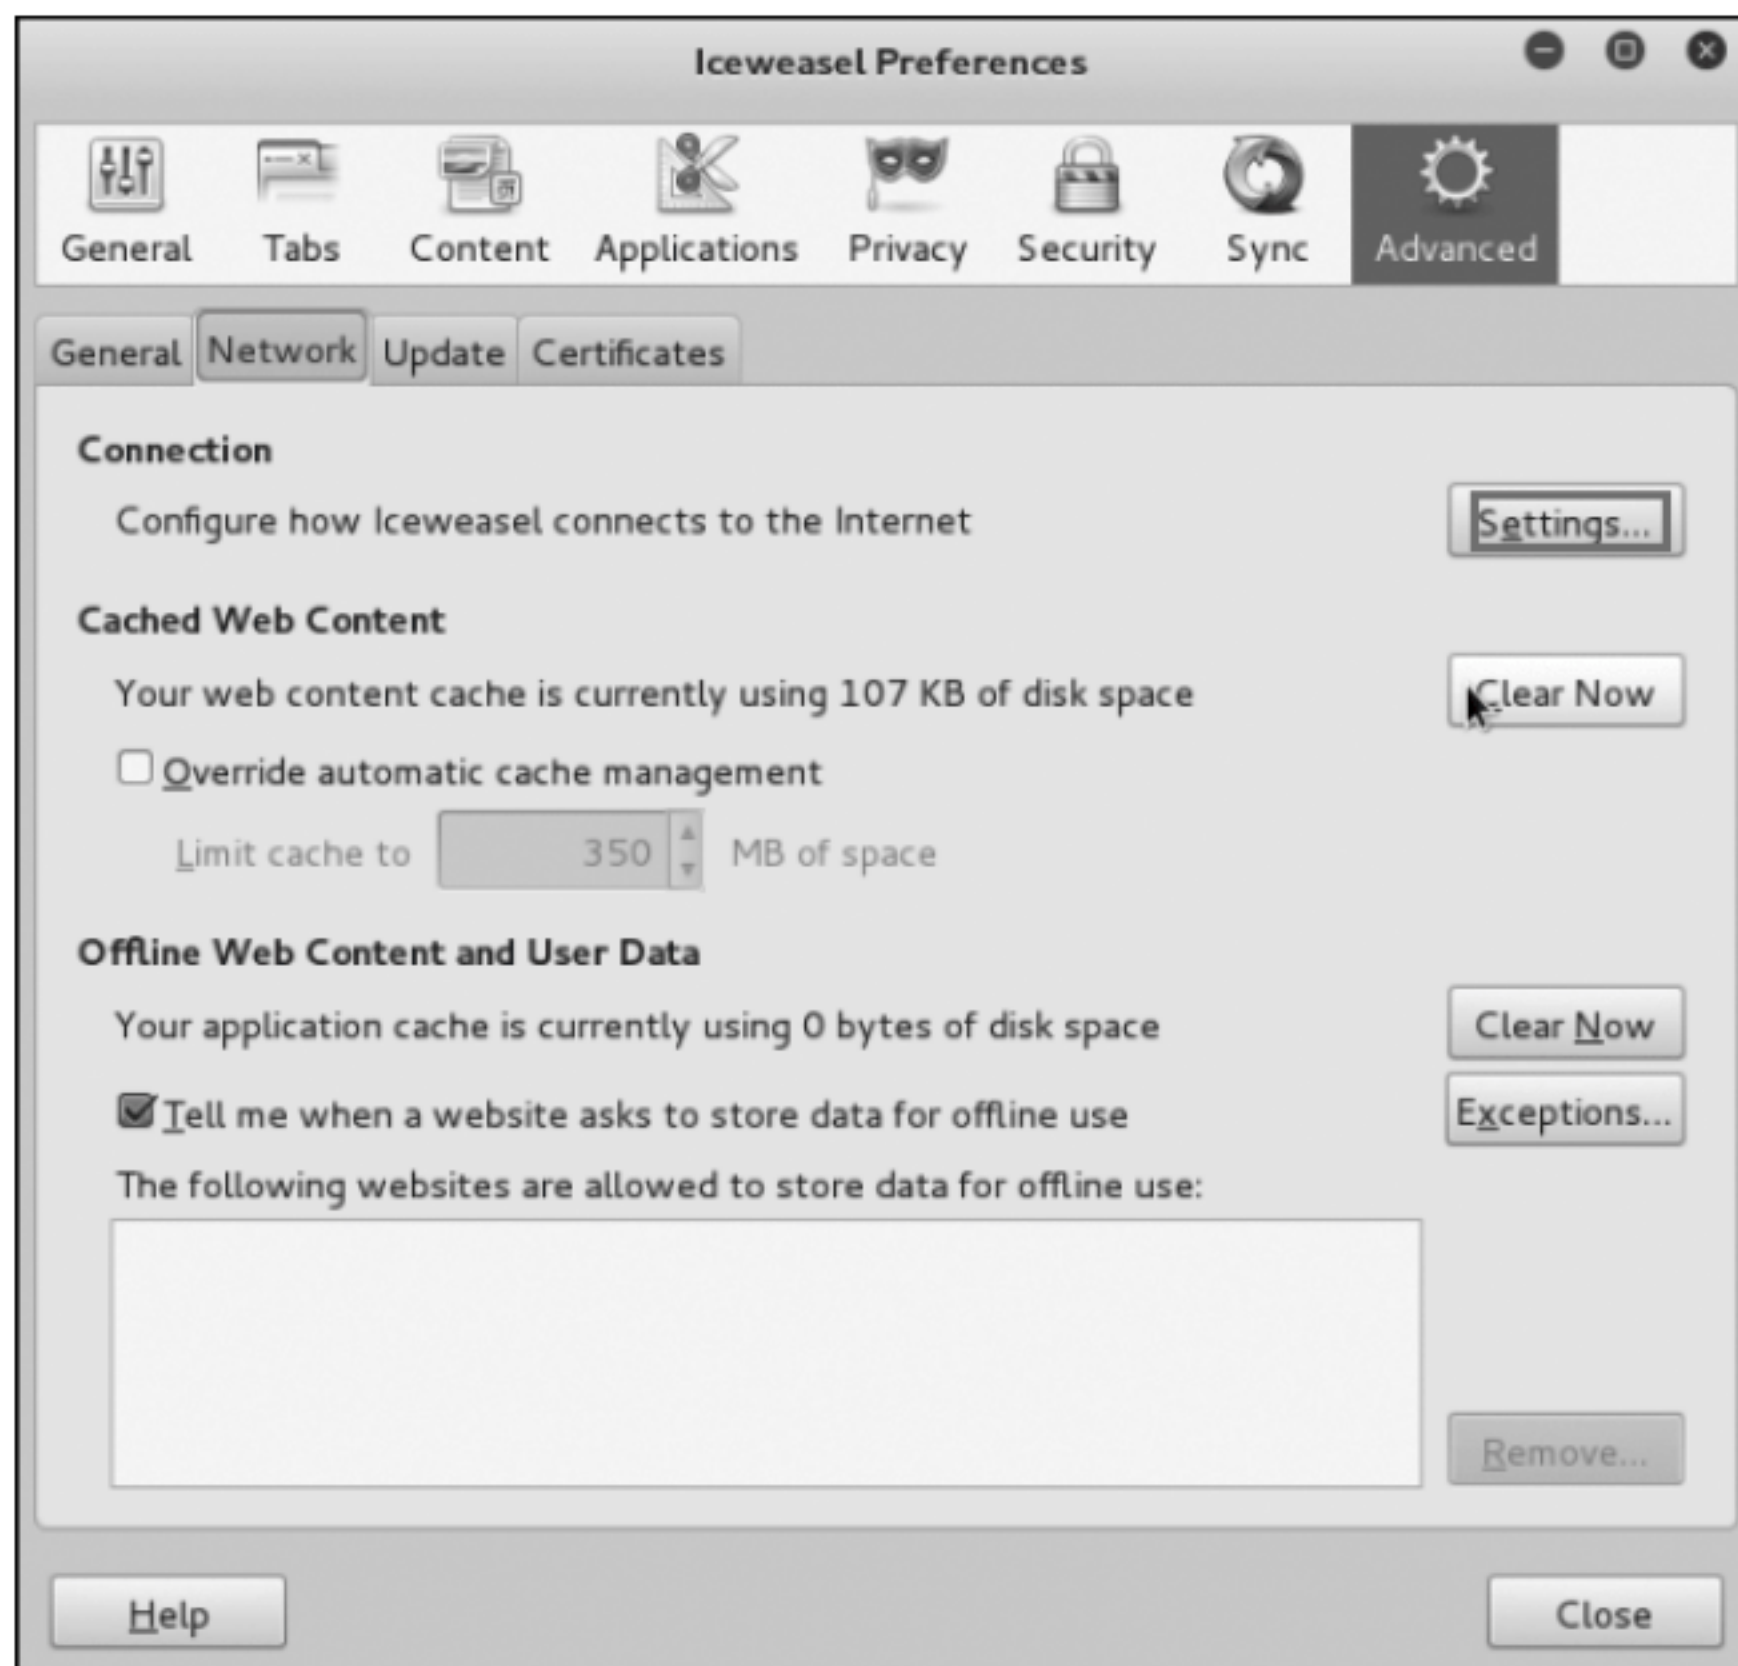 Iceweasel Preferences
General Tabs Content Applications Privacy Security Sync Advanced
General Network Update Certificates
Connection
Configure how Iceweasel connects to the Internet Settings...
Cached Web Content
Your web content cache is currently using 107 KB of disk space Clear Now
Override automatic cache management
Limit cache to 350 MB of space
Offline Web Content and User Data
Your application cache is currently using 0 bytes of disk space Clear Now
Tell me when a website asks to store data for offline use Exceptions...
The following websites are allowed to store data for offline use:
Remove...
Help Close